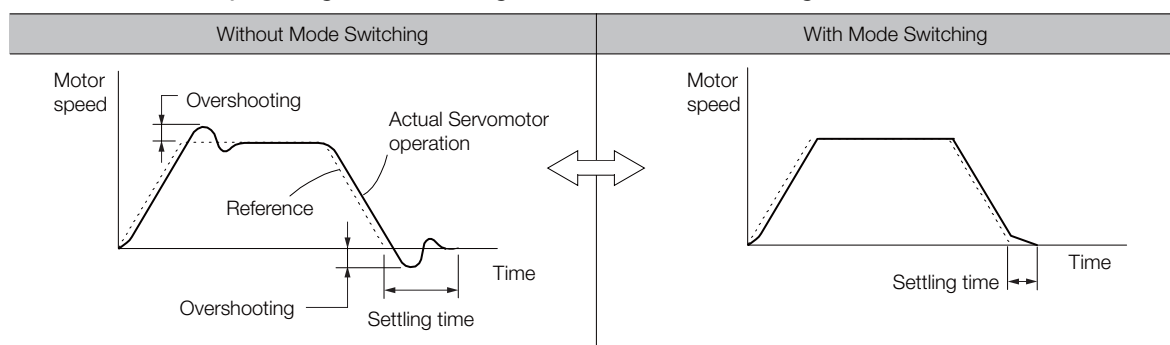 Without Mode Switching
With Mode Switching
Motor
speed
Overshooting
Actual Servomotor
operation
Reference
Time
Overshooting
Settling time
Motor
speed
Time
Settling time